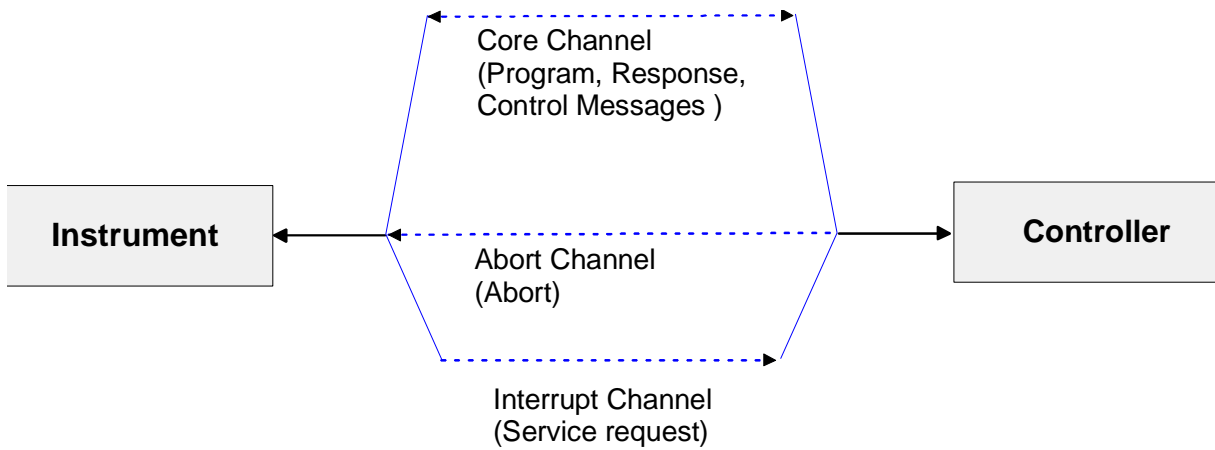 Core Channel
(Program, Response,
Control Messages )
Instrument
Controller
Abort Channel
(Abort)
Interrupt Channel
(Service request)